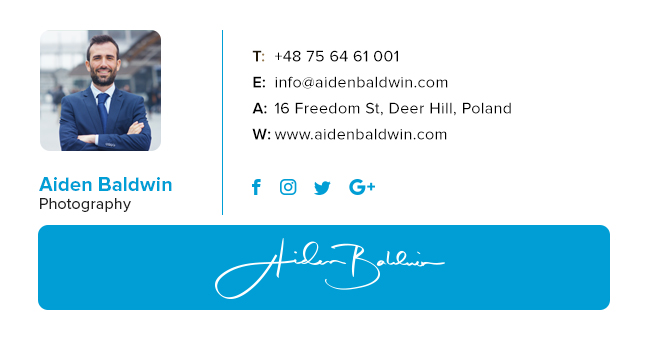 T: +48 75 64 61 001
E: info@aidenbaldwin.com
A: 16 Freedom St, Deer Hill, Poland
W: www.aidenbaldwin.com
Aiden Baldwin
Photography
Aiden Baldwin